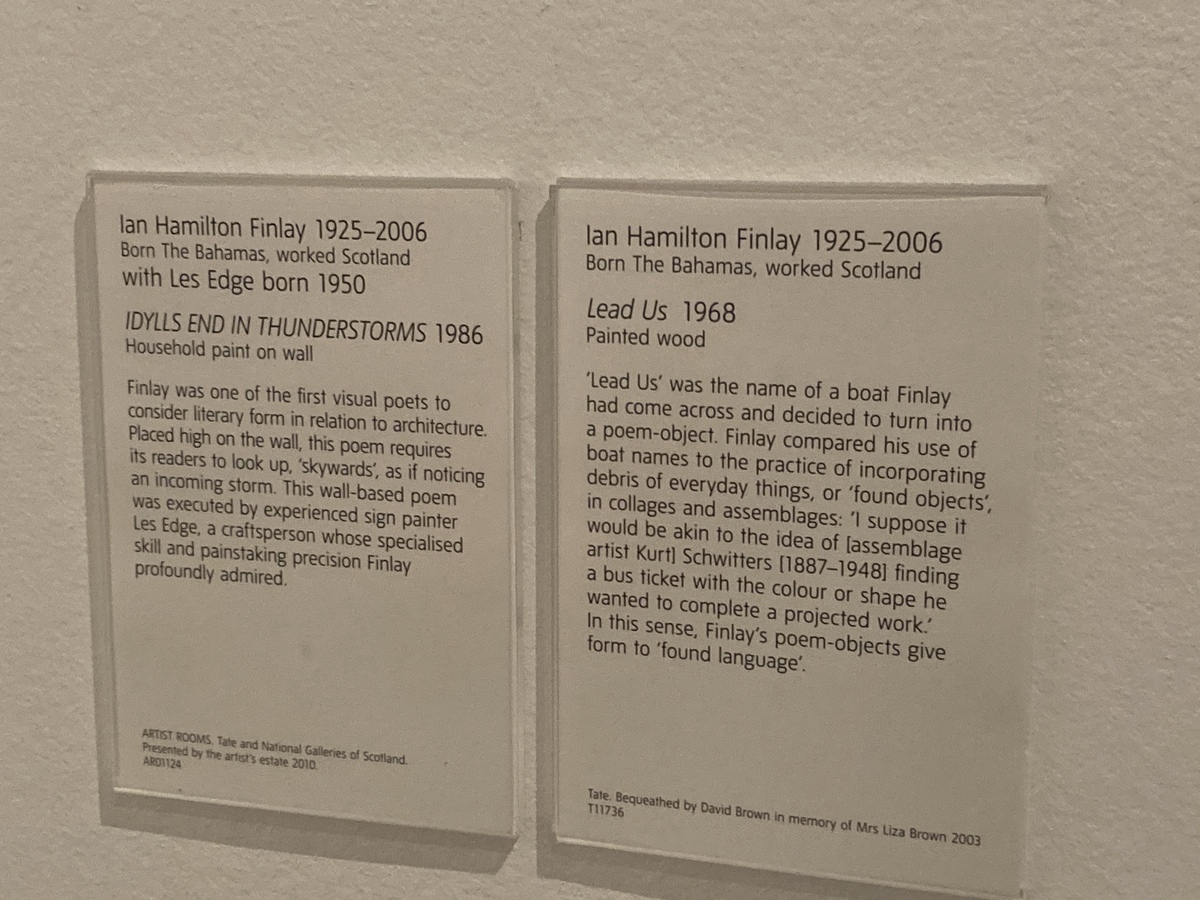 Ian Hamilton Finlay 1925–2006
Born The Bahamas, worked Scotland
with Les Edge born 1950
IDYLLS END IN THUNDERSTORMS 1986
Household paint on wall
Finlay was one of the first visual poets to
consider literary form in relation to architecture.
Placed high on the wall, this poem requires
its readers to look up, ‘skywards’, as if noticing
an incoming storm. This wall-based poem
was executed by experienced sign painter
Les Edge, a craftsperson whose specialised
skill and painstaking precision Finlay
profoundly admired.
ARTIST ROOMS. Tate and National Galleries of Scotland.
Presented by the artist's estate 2010.
AR01124
Ian Hamilton Finlay 1925–2006
Born The Bahamas, worked Scotland
Lead Us 1968
Painted wood
‘Lead Us’ was the name of a boat Finlay
had come across and decided to turn into
a poem-object. Finlay compared his use of
boat names to the practice of incorporating
debris of everyday things, or ‘found objects’,
in collages and assemblages: ‘I suppose it
would be akin to the idea of [assemblage
artist Kurt] Schwitters [1887–1948] finding
a bus ticket with the colour or shape he
wanted to complete a projected work.’
In this sense, Finlay’s poem-objects give
form to ‘found language’.
Tate. Bequeathed by David Brown in memory of Mrs Liza Brown 2003
T11736